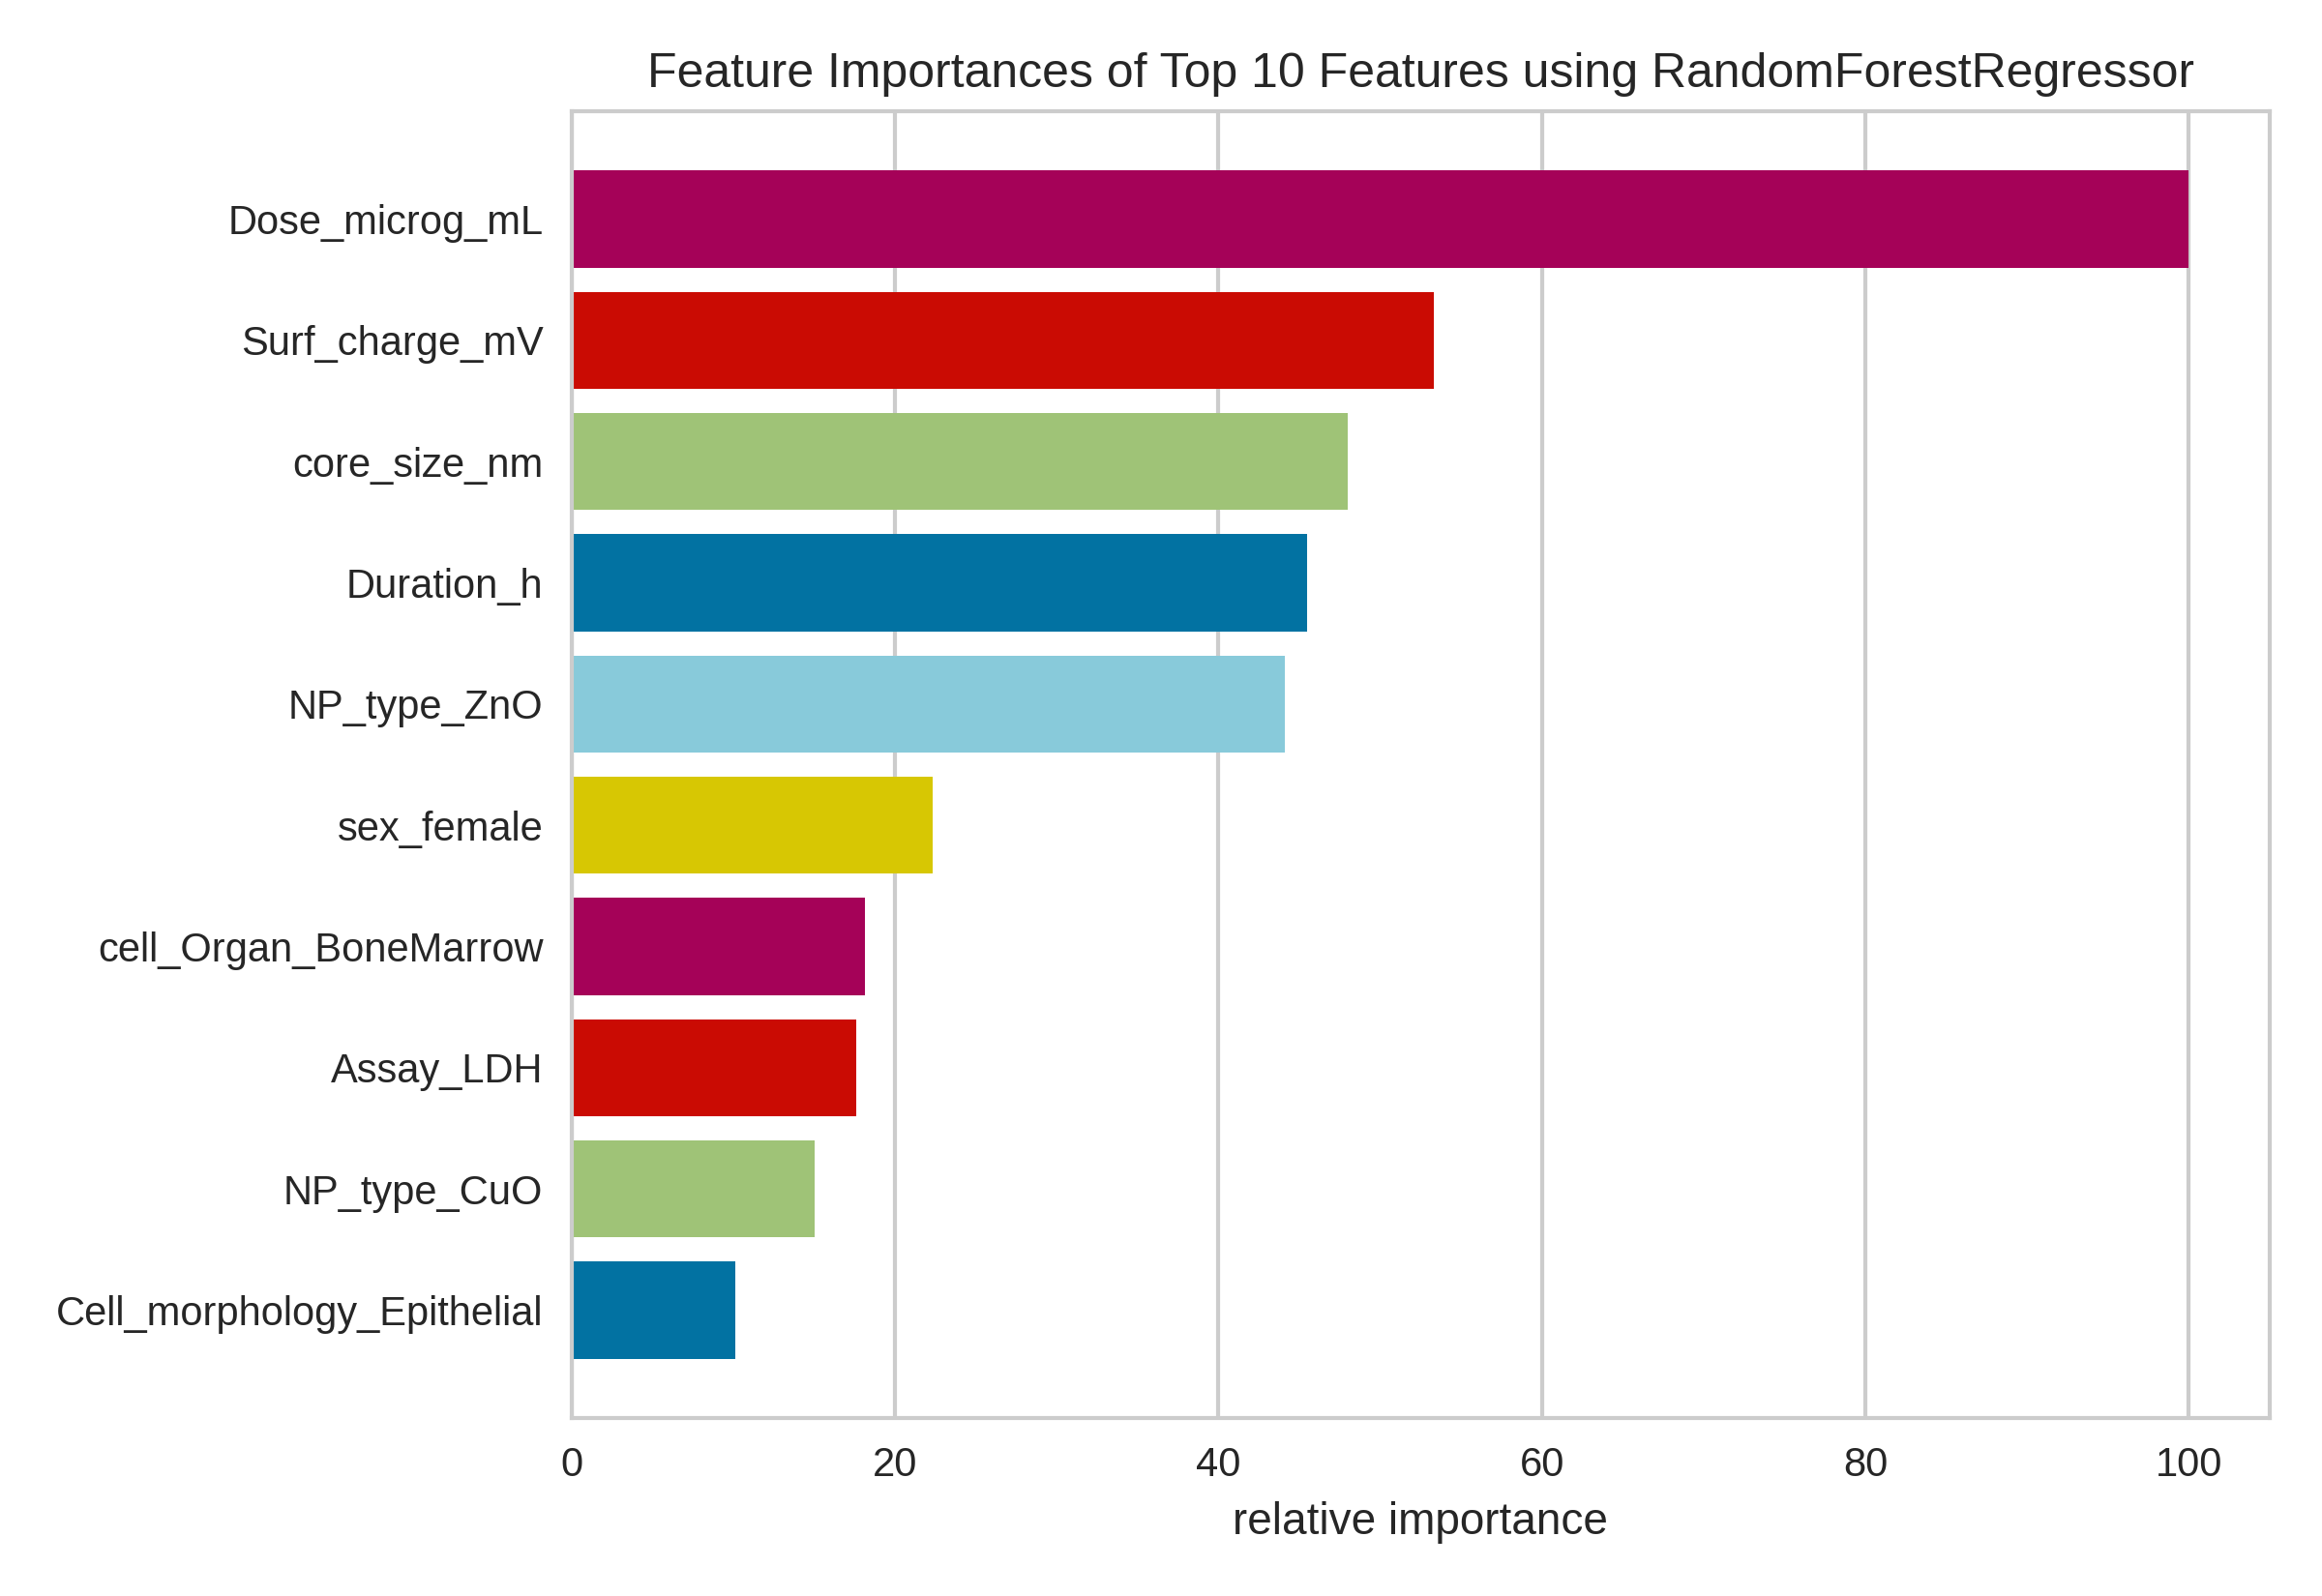 Feature Importances of Top 10 Features using RandomForestRegressor
Dose_microg_mL
Surf_charge_mV
core_size_nm
Duration_h
NP_type_ZnO
sex_female
cell_Organ_BoneMarrow
Assay_LDH
NP_type_CuO
Cell_morphology_Epithelial
0 20 40 60 80 100
relative importance